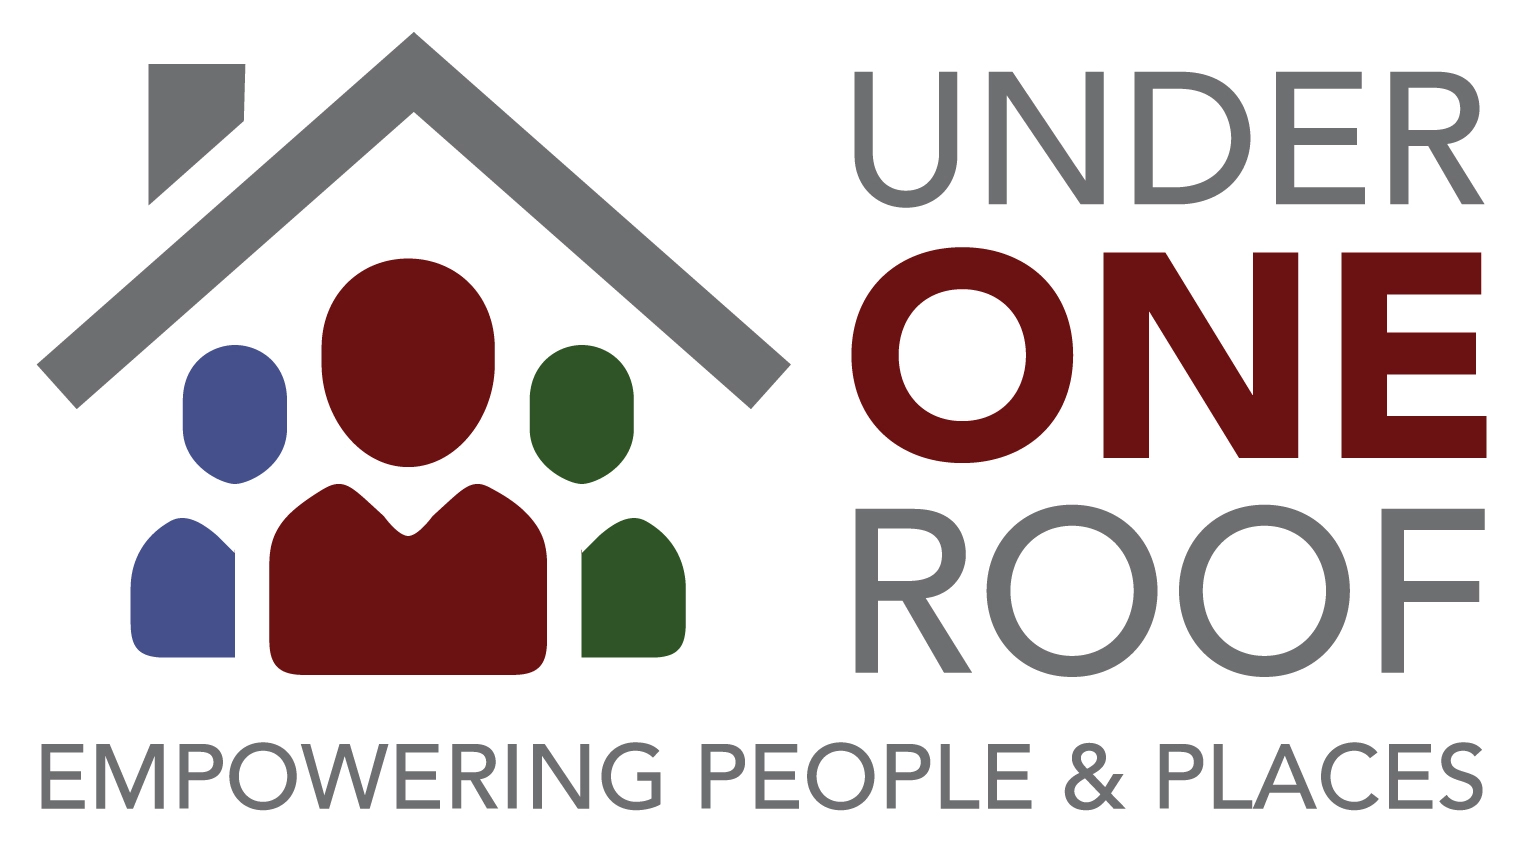 UNDER
ONE
ROOF
EMPOWERING PEOPLE & PLACES